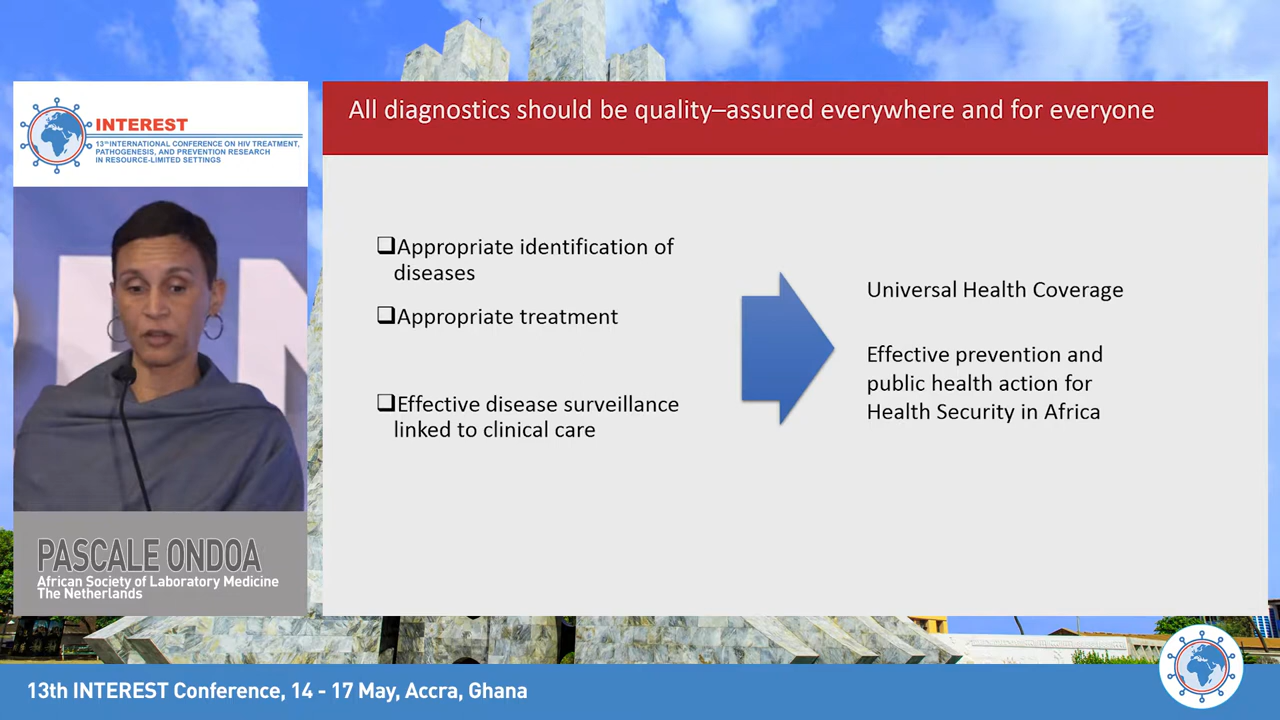 INTEREST
13th INTERNATIONAL CONFERENCE ON HIV TREATMENT,
PATHOGENESIS, AND PREVENTION RESEARCH
IN RESOURCE-LIMITED SETTINGS
PASCALE ONDOA
African Society of Laboratory Medicine
The Netherlands
All diagnostics should be quality–assured everywhere and for everyone
❑Appropriate identification of
diseases
❑Appropriate treatment
❑Effective disease surveillance
linked to clinical care
Universal Health Coverage
Effective prevention and
public health action for
Health Security in Africa
13th INTEREST Conference, 14 - 17 May, Accra, Ghana